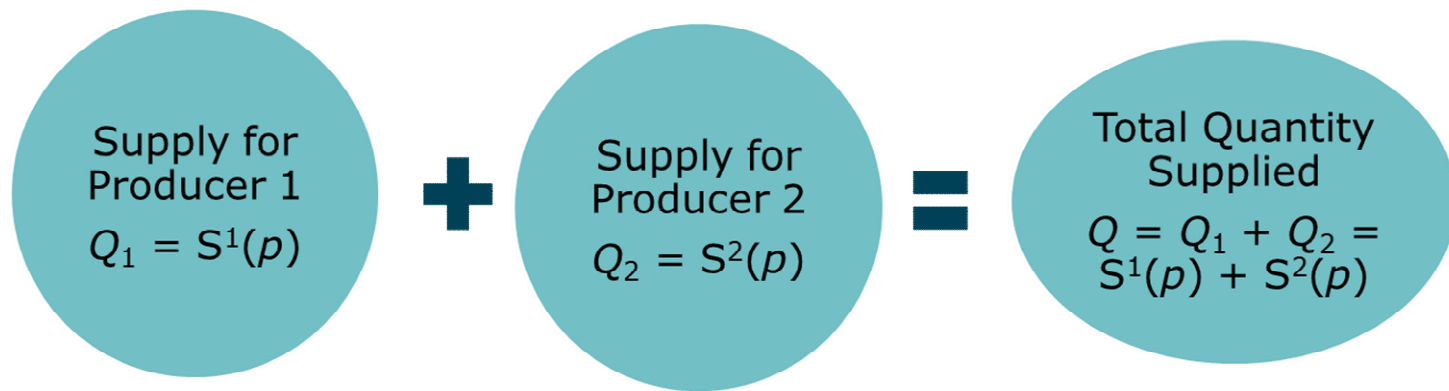 Supply for
Producer 1
Q₁ = S¹(p)
+
Supply for
Producer 2
Q₂ = S²(p)
=
Total Quantity
Supplied
Q = Q₁ + Q₂ =
S¹(p) + S²(p)